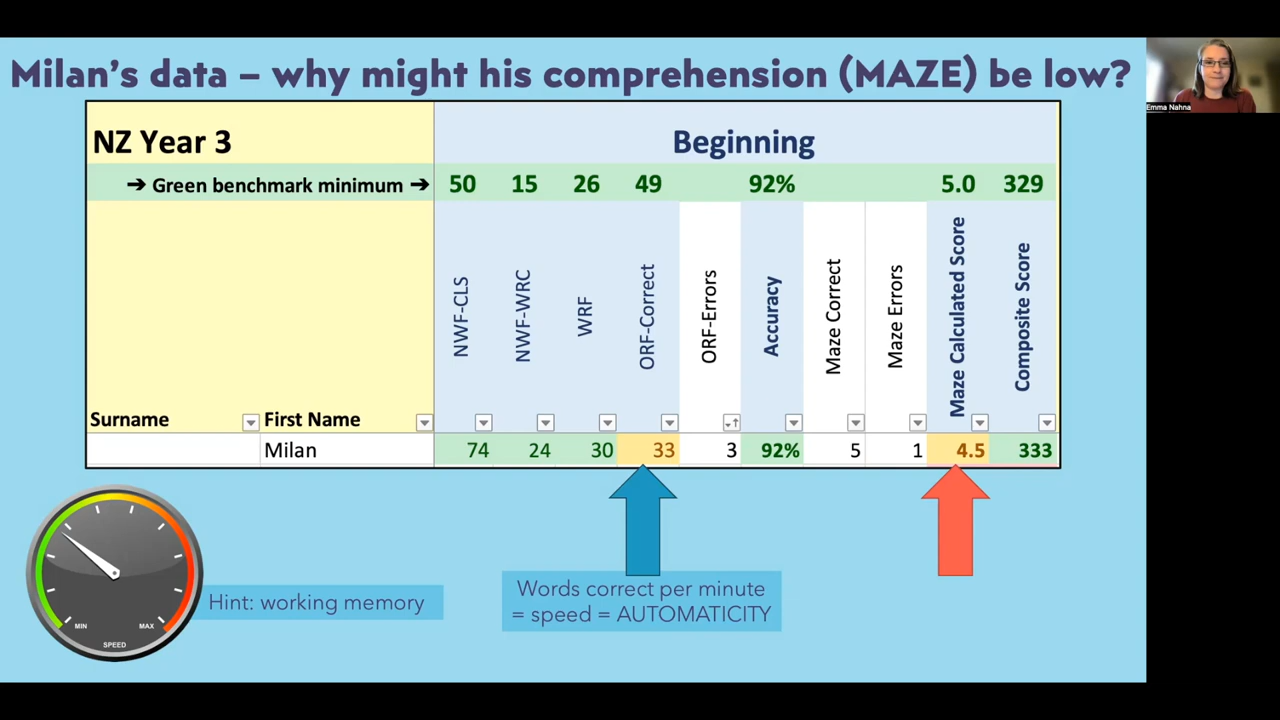 Milan's data – why might his comprehension (MAZE) be low?
Emma Nahna
NZ Year 3
Beginning
➔ Green benchmark minimum ➔ 50 15 26 49 92% 5.0 329
NWF-CLS
NWF-WRC
WRF
ORF-Correct
ORF-Errors
Accuracy
Maze Correct
Maze Errors
Maze Calculated Score
Composite Score
Surname First Name
Milan 74 24 30 33 3 92% 5 1 4.5 333
Words correct per minute
= speed = AUTOMATICITY
Hint: working memory
MIN MAX
SPEED